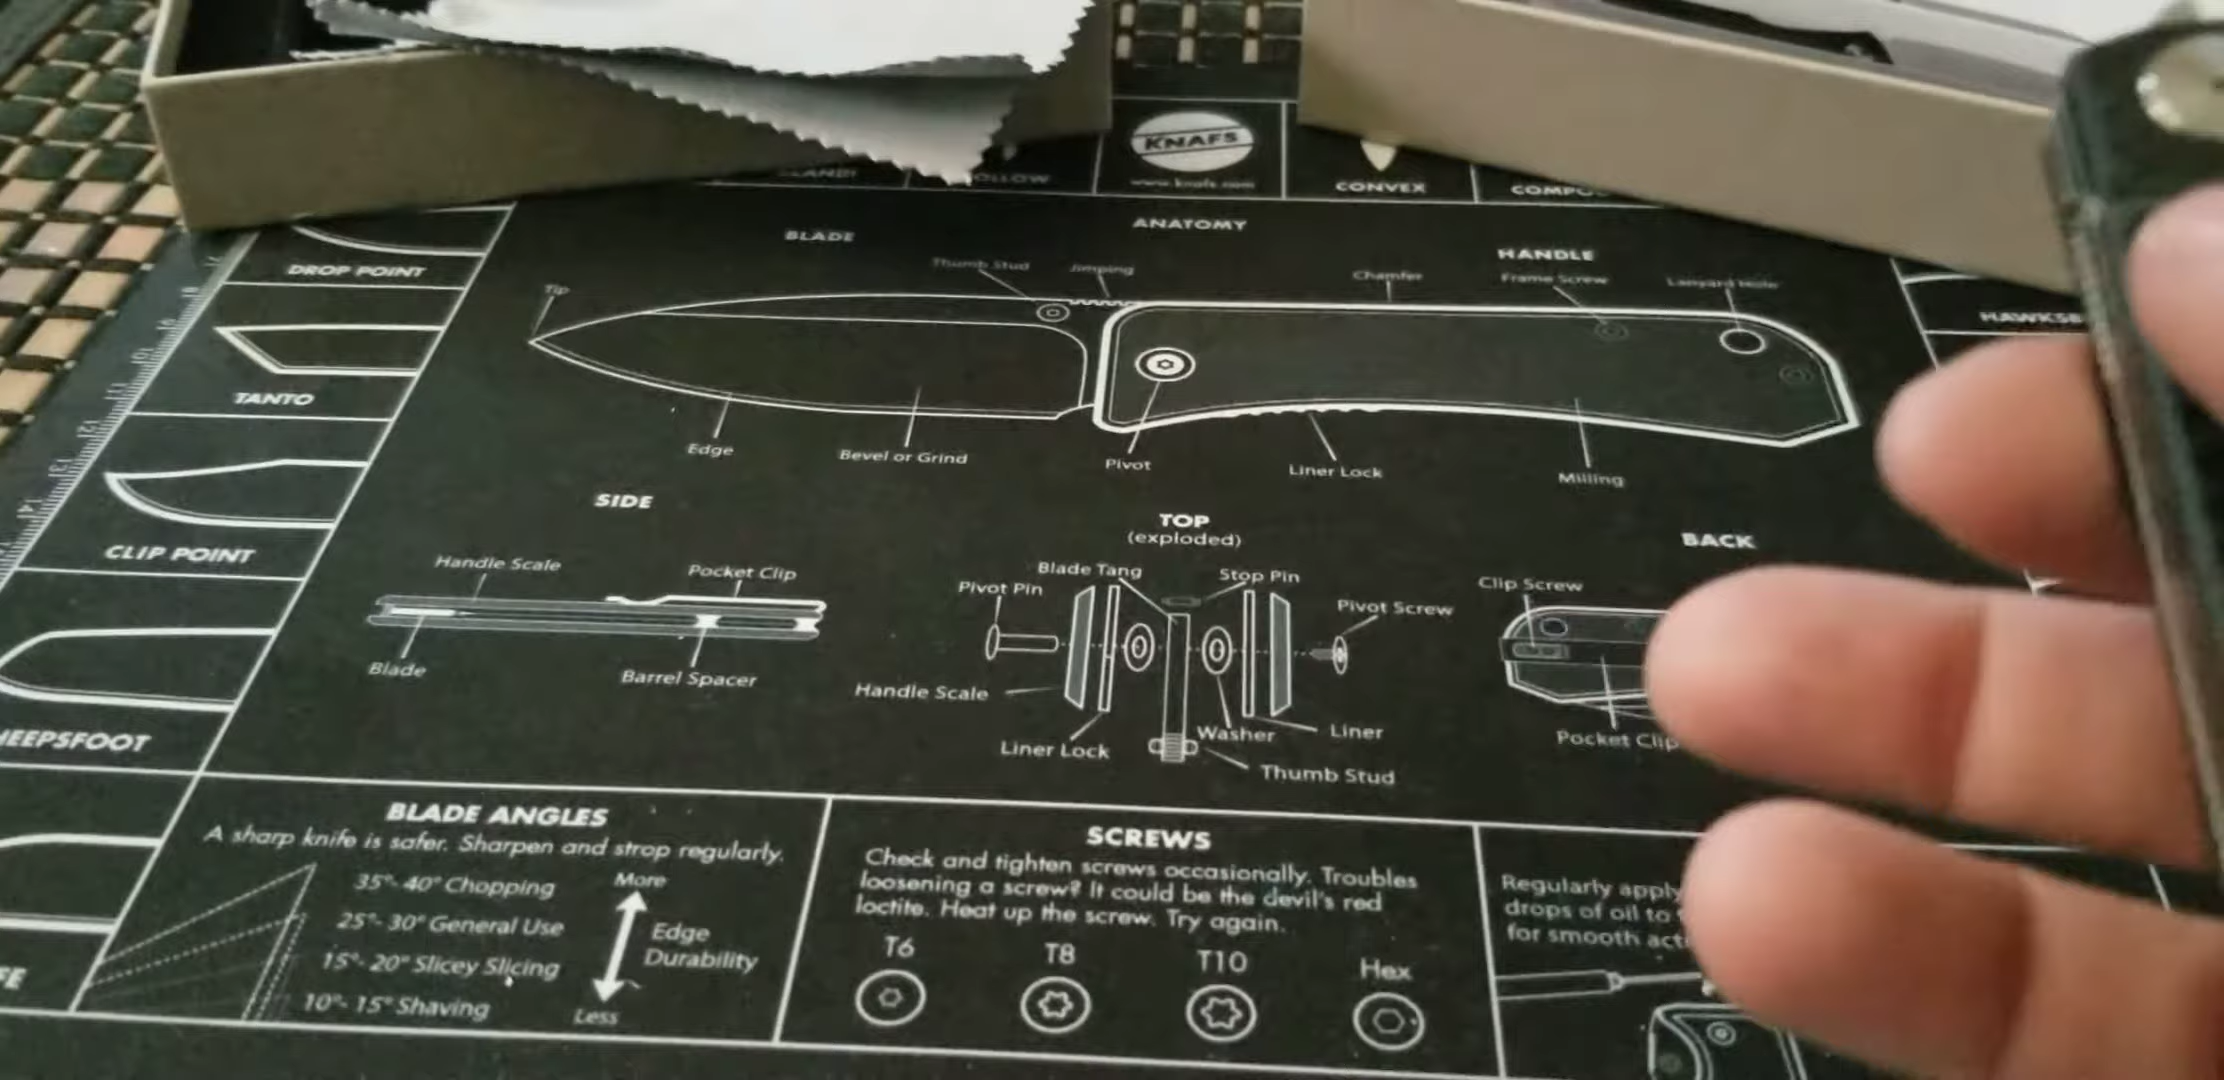 KNAFS
CONVEX
ANATOMY
BLADE
HANDLE
Thumb Stud
Jimping
Chamfer
Frame Screw
Lanyard Hole
Tip
DROP POINT
TANTO
CLIP POINT
Edge
Bevel or Grind
Pivot
Liner Lock
Milling
SIDE
Handle Scale
Pocket Clip
Blade
Barrel Spacer
TOP
(exploded)
Blade Tang
Stop Pin
Pivot Pin
Pivot Screw
Handle Scale
Liner Lock
Washer
Liner
Thumb Stud
BACK
Clip Screw
Pocket Clip
BLADE ANGLES
A sharp knife is safer. Sharpen and strop regularly.
35°- 40° Chopping
25°- 30° General Use
15°- 20° Slicey Slicing
10°- 15° Shaving
More
Edge
Durability
Less
SCREWS
Check and tighten screws occasionally. Troubles
loosening a screw? It could be the devil's red
loctite. Heat up the screw. Try again.
T6
T8
T10
Hex
Regularly apply
drops of oil to
for smooth
9
10
11
12
13
14